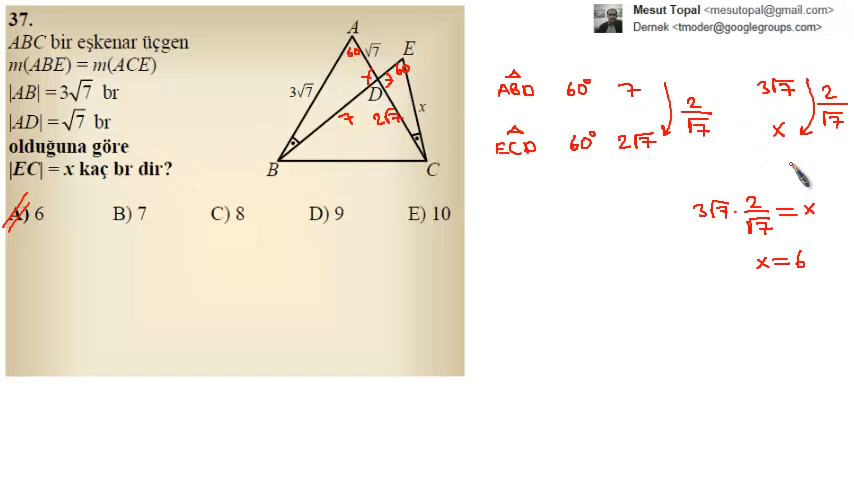 37.
ABC bir eşkenar üçgen
m(ABE) = m(ACE)
|AB| = 3√7 br
|AD| = √7 br
olduğuna göre
|EC| = x kaç br dir?
A) 6 B) 7 C) 8 D) 9 E) 10
A
60
√7
E
60
3√7
D
x
7
2√7
B
C
Mesut Topal <mesutopal@gmail.com>
Dernek <tmoder@googlegroups.com>
ABD 60° 7 2/√7 3√7 2/√7
ECD 60° 2√7 x
3√7 · 2/√7 = x
x = 6